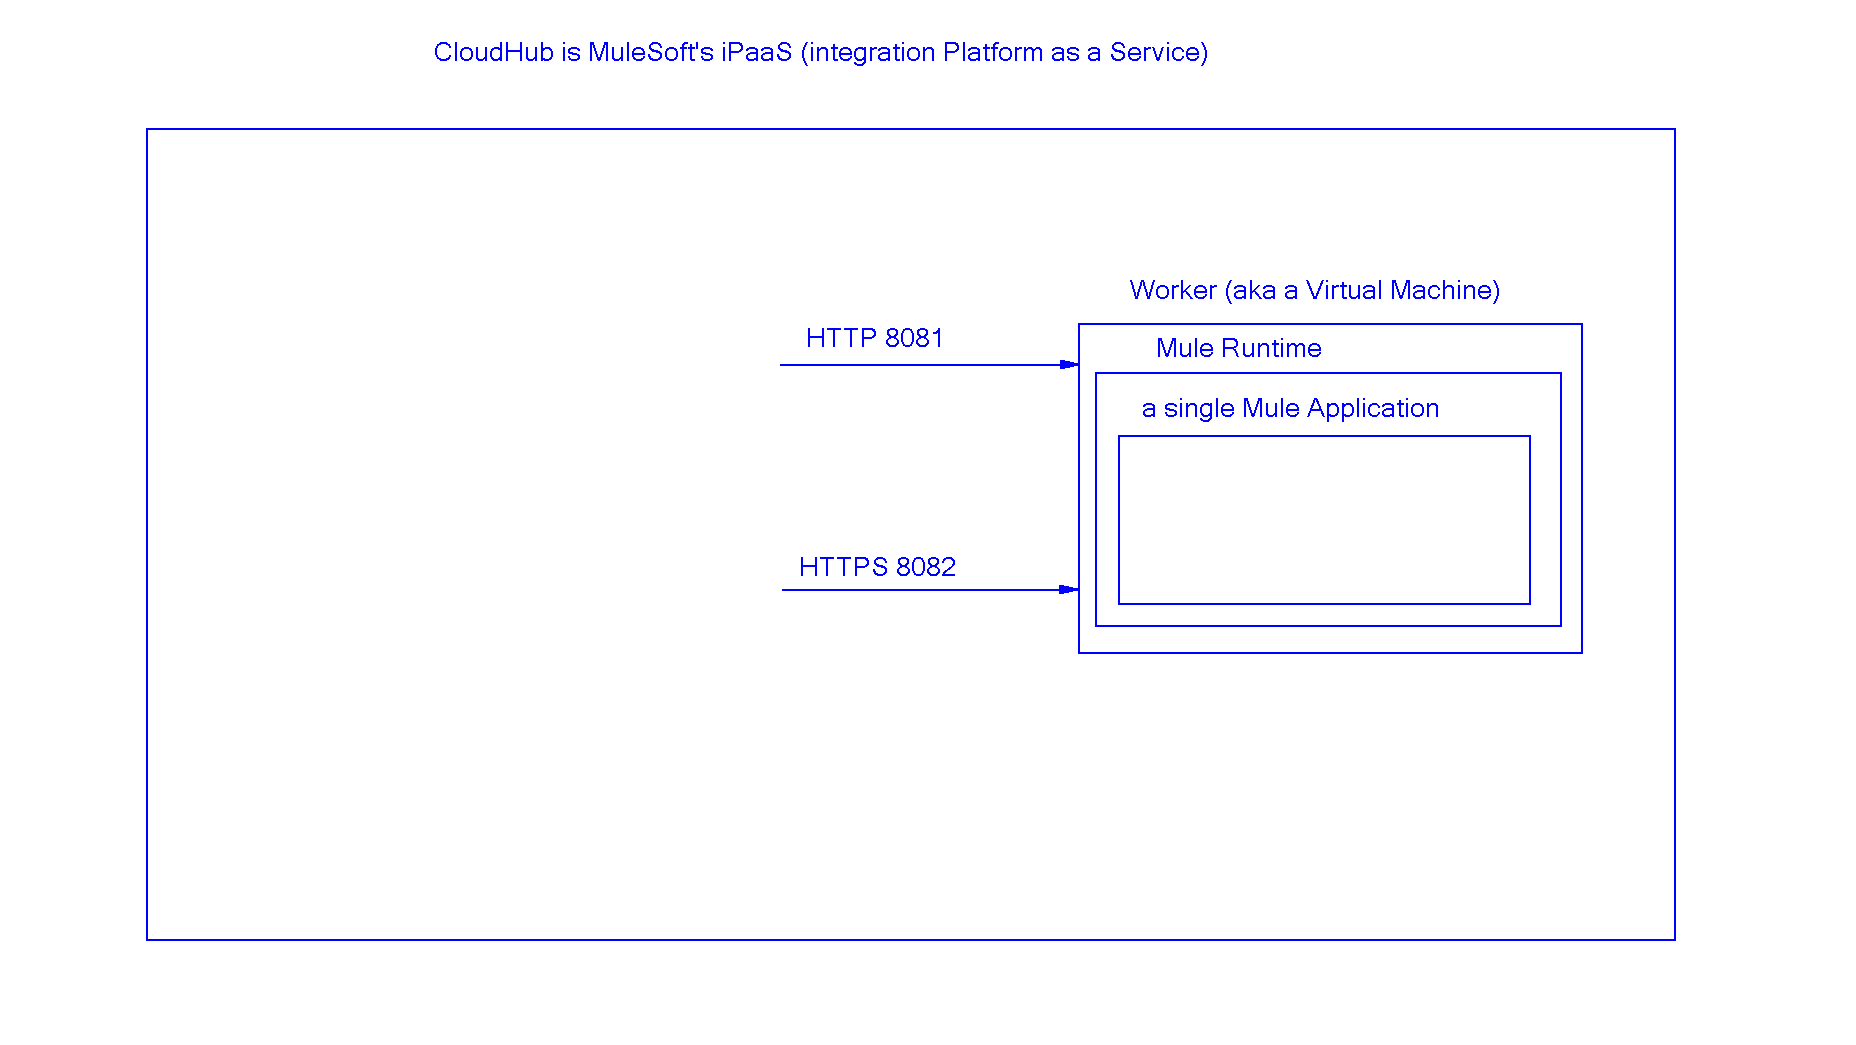 CloudHub is MuleSoft's iPaaS (integration Platform as a Service)
Worker (aka a Virtual Machine)
HTTP 8081
Mule Runtime
a single Mule Application
HTTPS 8082